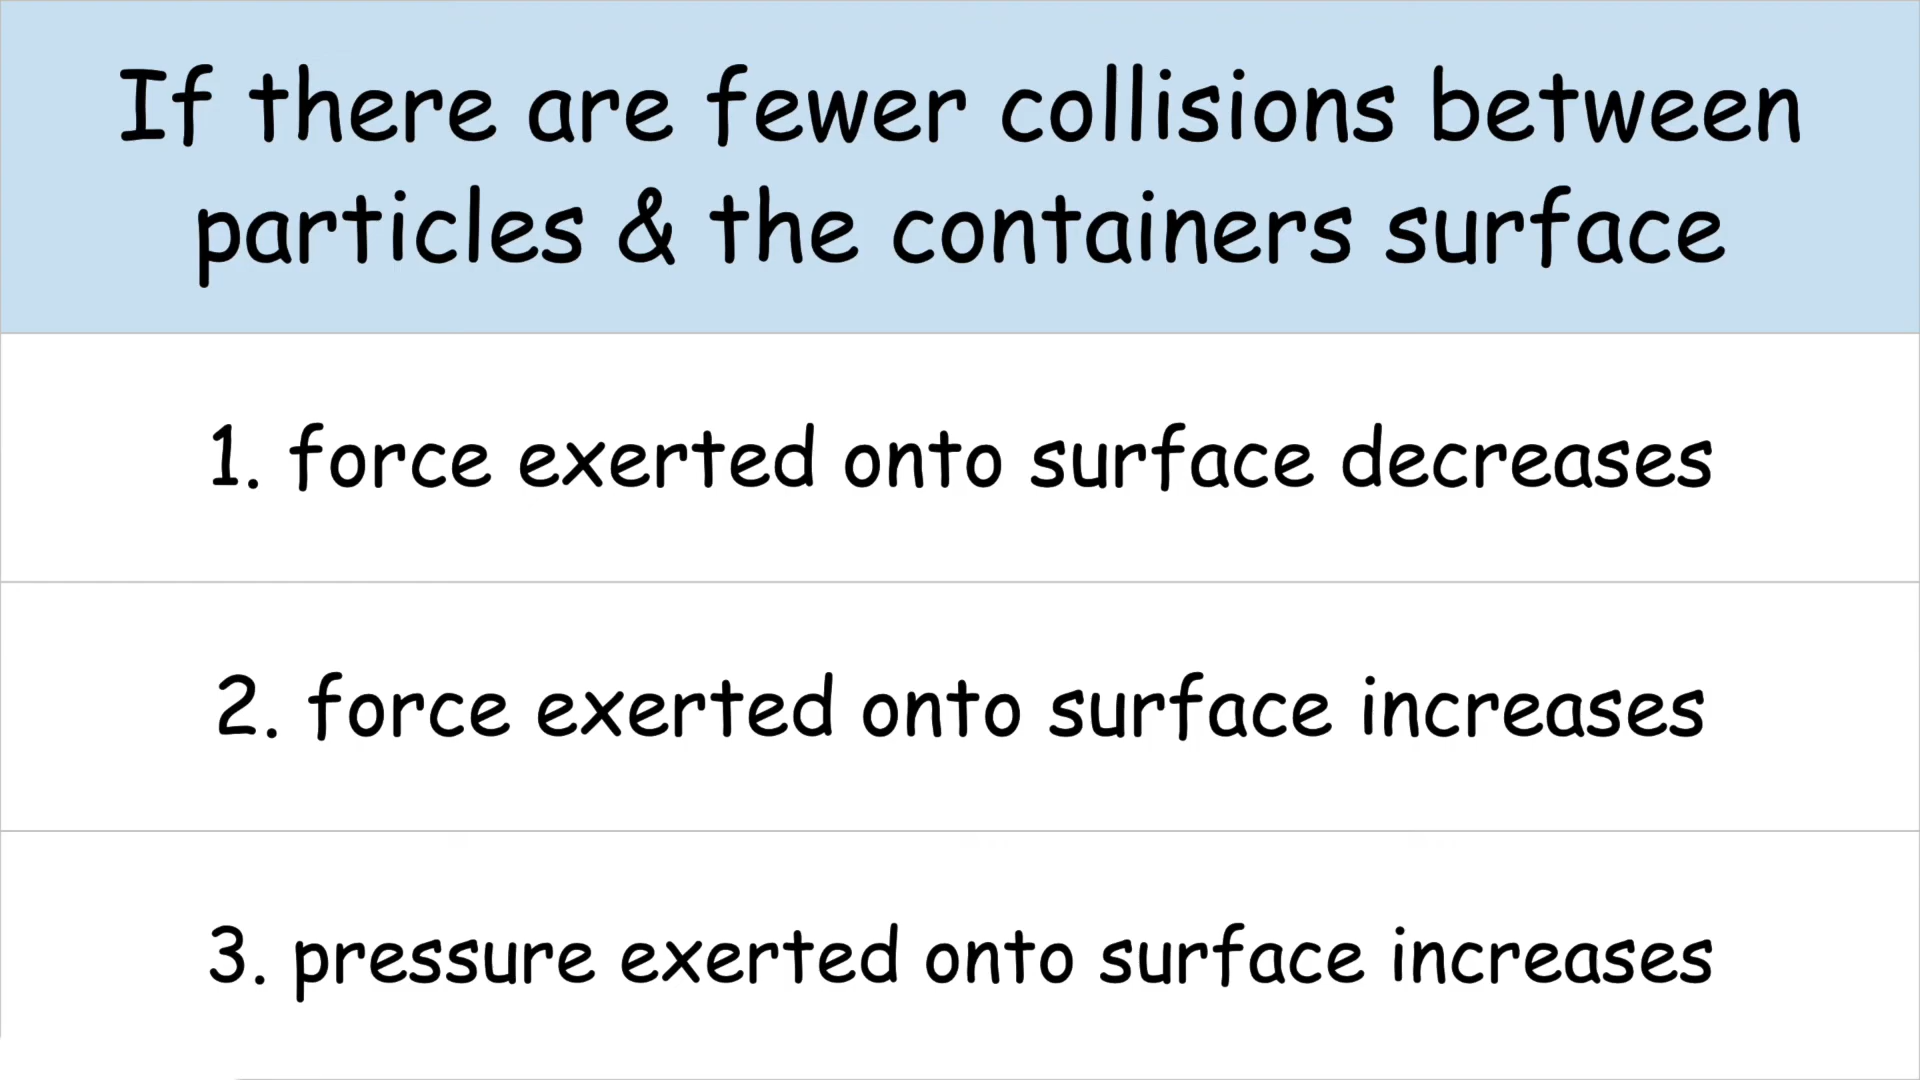 If there are fewer collisions between
particles & the containers surface
1. force exerted onto surface decreases
2. force exerted onto surface increases
3. pressure exerted onto surface increases